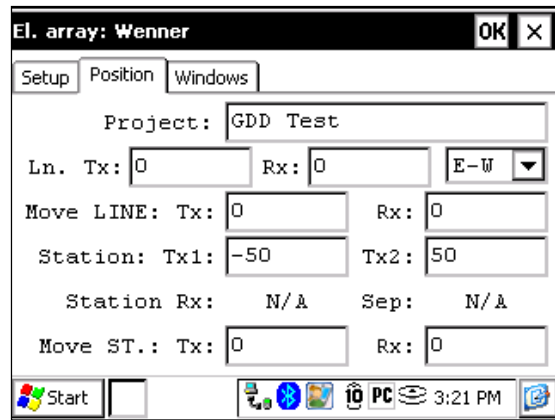 El. array: Wenner OK ×
Setup Position Windows
Project: GDD Test
Ln. Tx: 0 Rx: 0 E-W
Move LINE: Tx: 0 Rx: 0
Station: Tx1: -50 Tx2: 50
Station Rx: N/A Sep: N/A
Move ST.: Tx: 0 Rx: 0
Start PC 3:21 PM